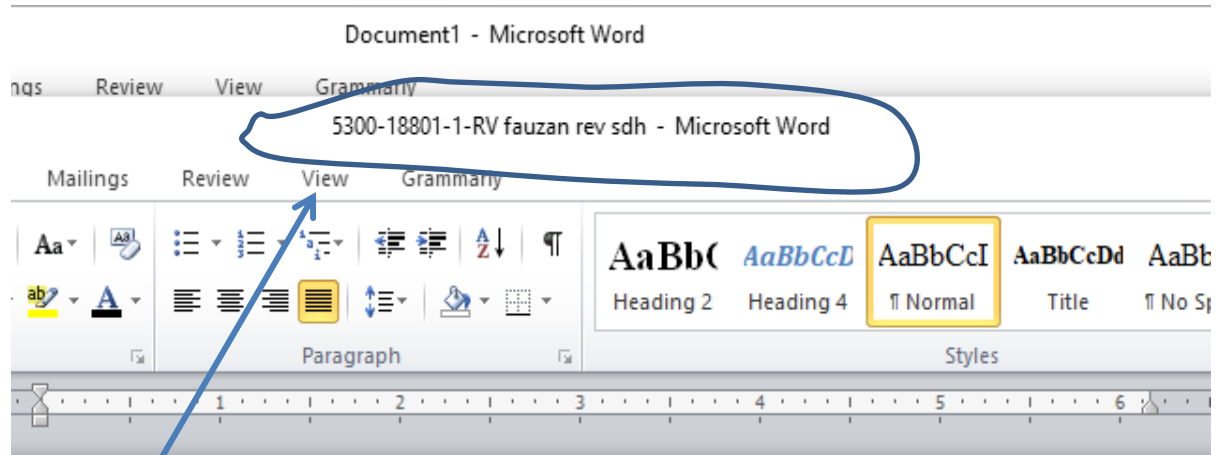 Document1 - Microsoft Word
ngs Review View Grammarly
5300-18801-1-RV fauzan rev sdh - Microsoft Word
Mailings Review View Grammarly
Aa A
AaBb( AaBbCcD AaBbCcI AaBbCcDd AaBb
ab A
Heading 2 Heading 4 ¶ Normal Title ¶ No Sp
Paragraph Styles
1 2 3 4 5 6